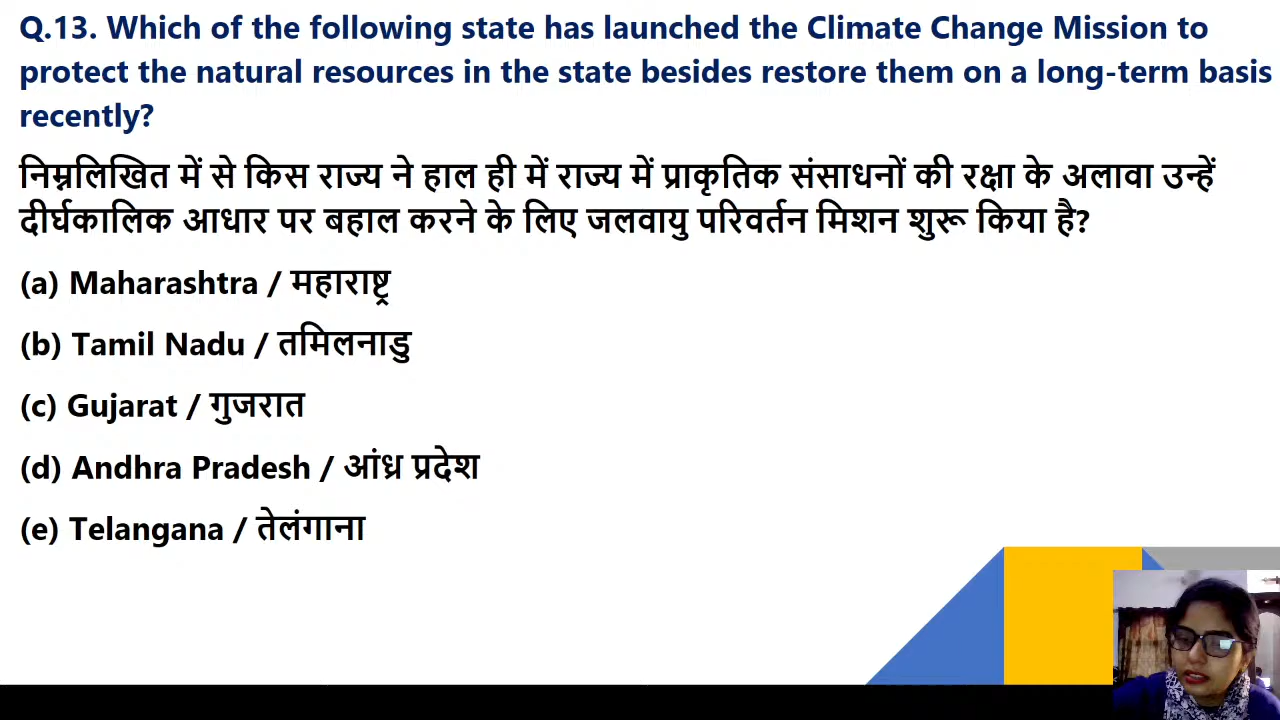 Q.13. Which of the following state has launched the Climate Change Mission to
protect the natural resources in the state besides restore them on a long-term basis
recently?
निम्नलिखित में से किस राज्य ने हाल ही में राज्य में प्राकृतिक संसाधनों की रक्षा के अलावा उन्हें
दीर्घकालिक आधार पर बहाल करने के लिए जलवायु परिवर्तन मिशन शुरू किया है?
(a) Maharashtra / महाराष्ट्र
(b) Tamil Nadu / तमिलनाडु
(c) Gujarat / गुजरात
(d) Andhra Pradesh / आंध्र प्रदेश
(e) Telangana / तेलंगाना